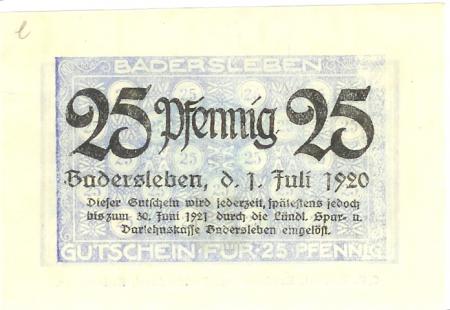 BADERSLEBEN
25 Pfennig 25
Badersleben, d. 1. Juli 1920
Dieser Gutschein wird jederzeit, spätestens jedoch
bis zum 30. Juni 1921 durch die Ländl. Spar- u.
Darlehnskasse Badersleben eingelöst.
GUTSCHEIN FÜR 25 PFENNIG